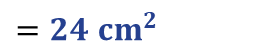 = 24 cm²